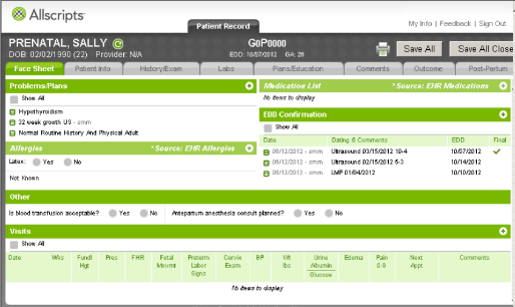 Allscripts
Patient Record
My Info | Feedback | Sign Out
PRENATAL, SALLY
DOB: 02/02/1990 (22) Provider: N/A
G0P0000
EDD: 10/07/2012 GA: 26
Save All
Save All Close
Face Sheet
Patient Info
History/Exam
Labs
Plans/Education
Comments
Outcome
Post-Partum
Problems/Plans
Show All
Hypothyroidism
32 week growth US - amm
Normal Routine History And Physical Adult
Medication List *Source: EHR Medications
No items to display
EDD Confirmation
Show All
Date Dating & Comments EDD Final
06/12/2012 - amm Ultrasound 03/15/2012 10-4 10/07/2012
06/12/2012 - amm Ultrasound 02/15/2012 6-3 10/14/2012
06/12/2012 - amm LMP 01/04/2012 10/10/2012
Allergies *Source: EHR Allergies
Latex: Yes No
Not Known
Other
Is blood transfusion acceptable? Yes No Antepartum anesthesia consult planned? Yes No
Visits
Show All
Date Wks Fundl Hgt Pres FHR Fetal Movmt Preterm Labor Signs Cervix Exam BP Wt lbs Urine Albumin Glucose Edema Pain 0-9 Next Appt Comments
No items to display